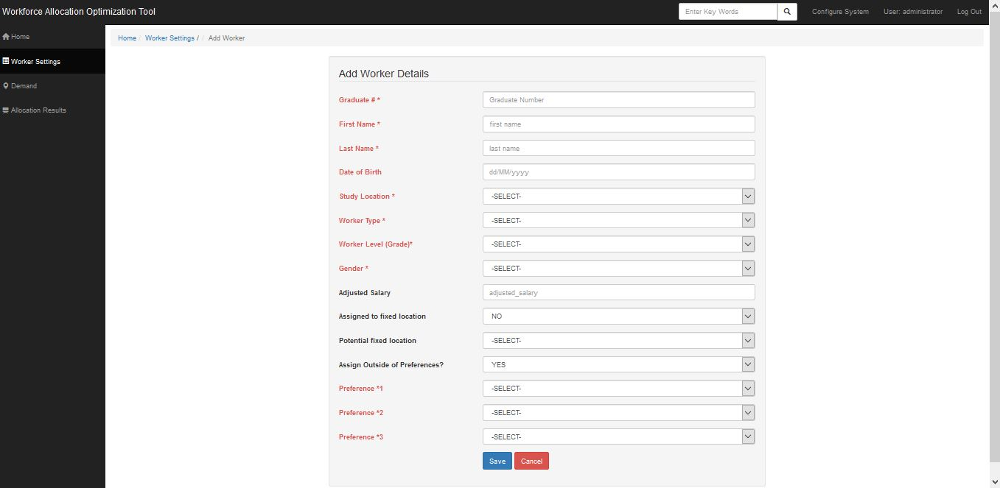 Workforce Allocation Optimization Tool
Enter Key Words
Configure System
User: administrator
Log Out
Home
Worker Settings
Demand
Allocation Results
Home / Worker Settings / / Add Worker
Add Worker Details
Graduate # * Graduate Number
First Name * first name
Last Name * last name
Date of Birth dd/MM/yyyy
Study Location * -SELECT-
Worker Type * -SELECT-
Worker Level (Grade)* -SELECT-
Gender * -SELECT-
Adjusted Salary adjusted_salary
Assigned to fixed location NO
Potential fixed location -SELECT-
Assign Outside of Preferences? YES
Preference *1 -SELECT-
Preference *2 -SELECT-
Preference *3 -SELECT-
Save Cancel